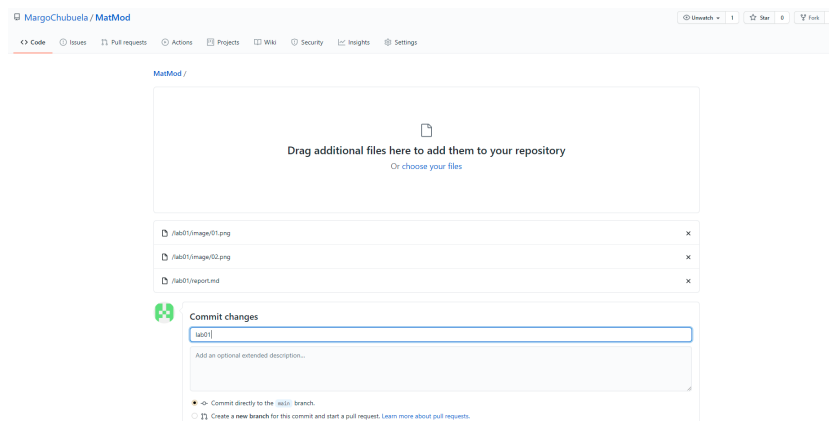 MargoChubuela / MatMod
Unwatch 1 Star 0 Fork
<> Code Issues Pull requests Actions Projects Wiki Security Insights Settings
MatMod /
Drag additional files here to add them to your repository
Or choose your files
/lab01/image/01.png
/lab01/image/02.png
/lab01/report.md
Commit changes
lab01
Add an optional extended description...
Commit directly to the main branch.
Create a new branch for this commit and start a pull request. Learn more about pull requests.